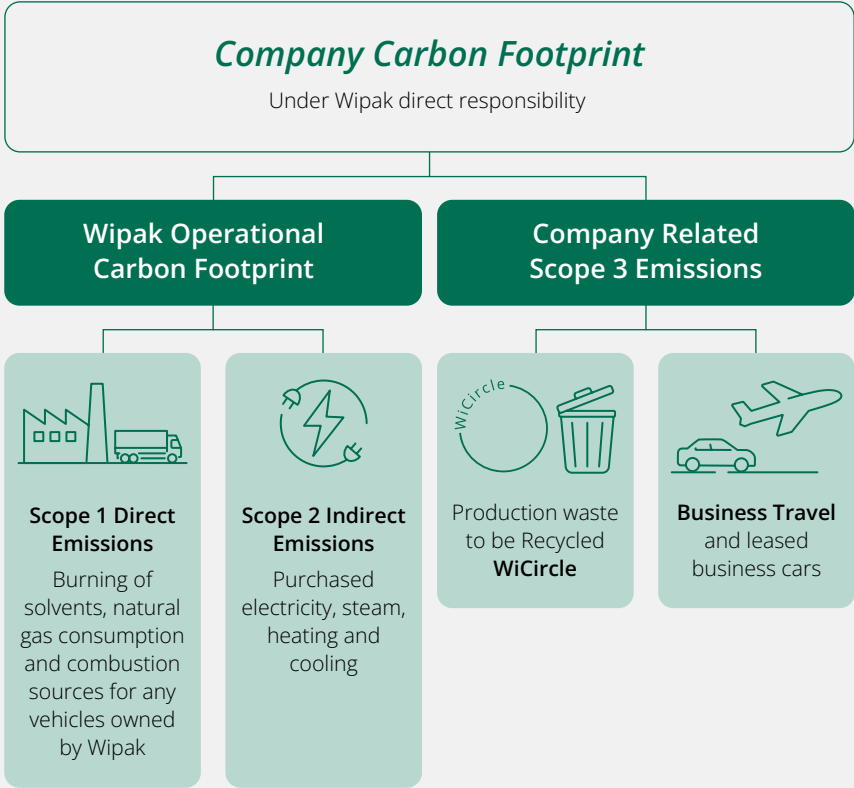 Company Carbon Footprint
Under Wipak direct responsibility
Wipak Operational
Carbon Footprint
Company Related
Scope 3 Emissions
Scope 1 Direct
Emissions
Burning of
solvents, natural
gas consumption
and combustion
sources for any
vehicles owned
by Wipak
Scope 2 Indirect
Emissions
Purchased
electricity, steam,
heating and
cooling
WiCircle
Production waste
to be Recycled
WiCircle
Business Travel
and leased
business cars